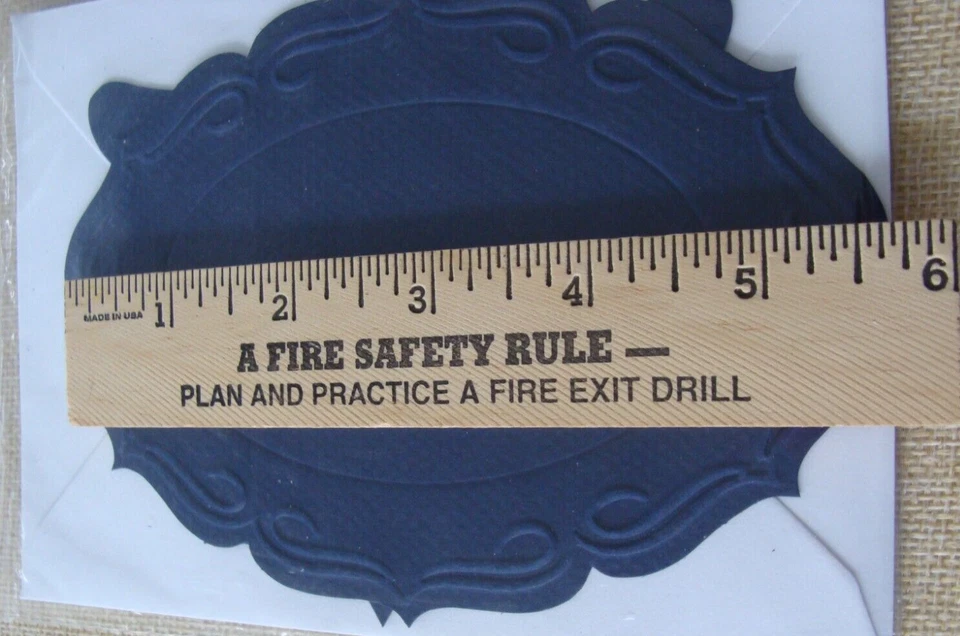 1 2 3 4 5 6
MADE IN USA
A FIRE SAFETY RULE —
PLAN AND PRACTICE A FIRE EXIT DRILL